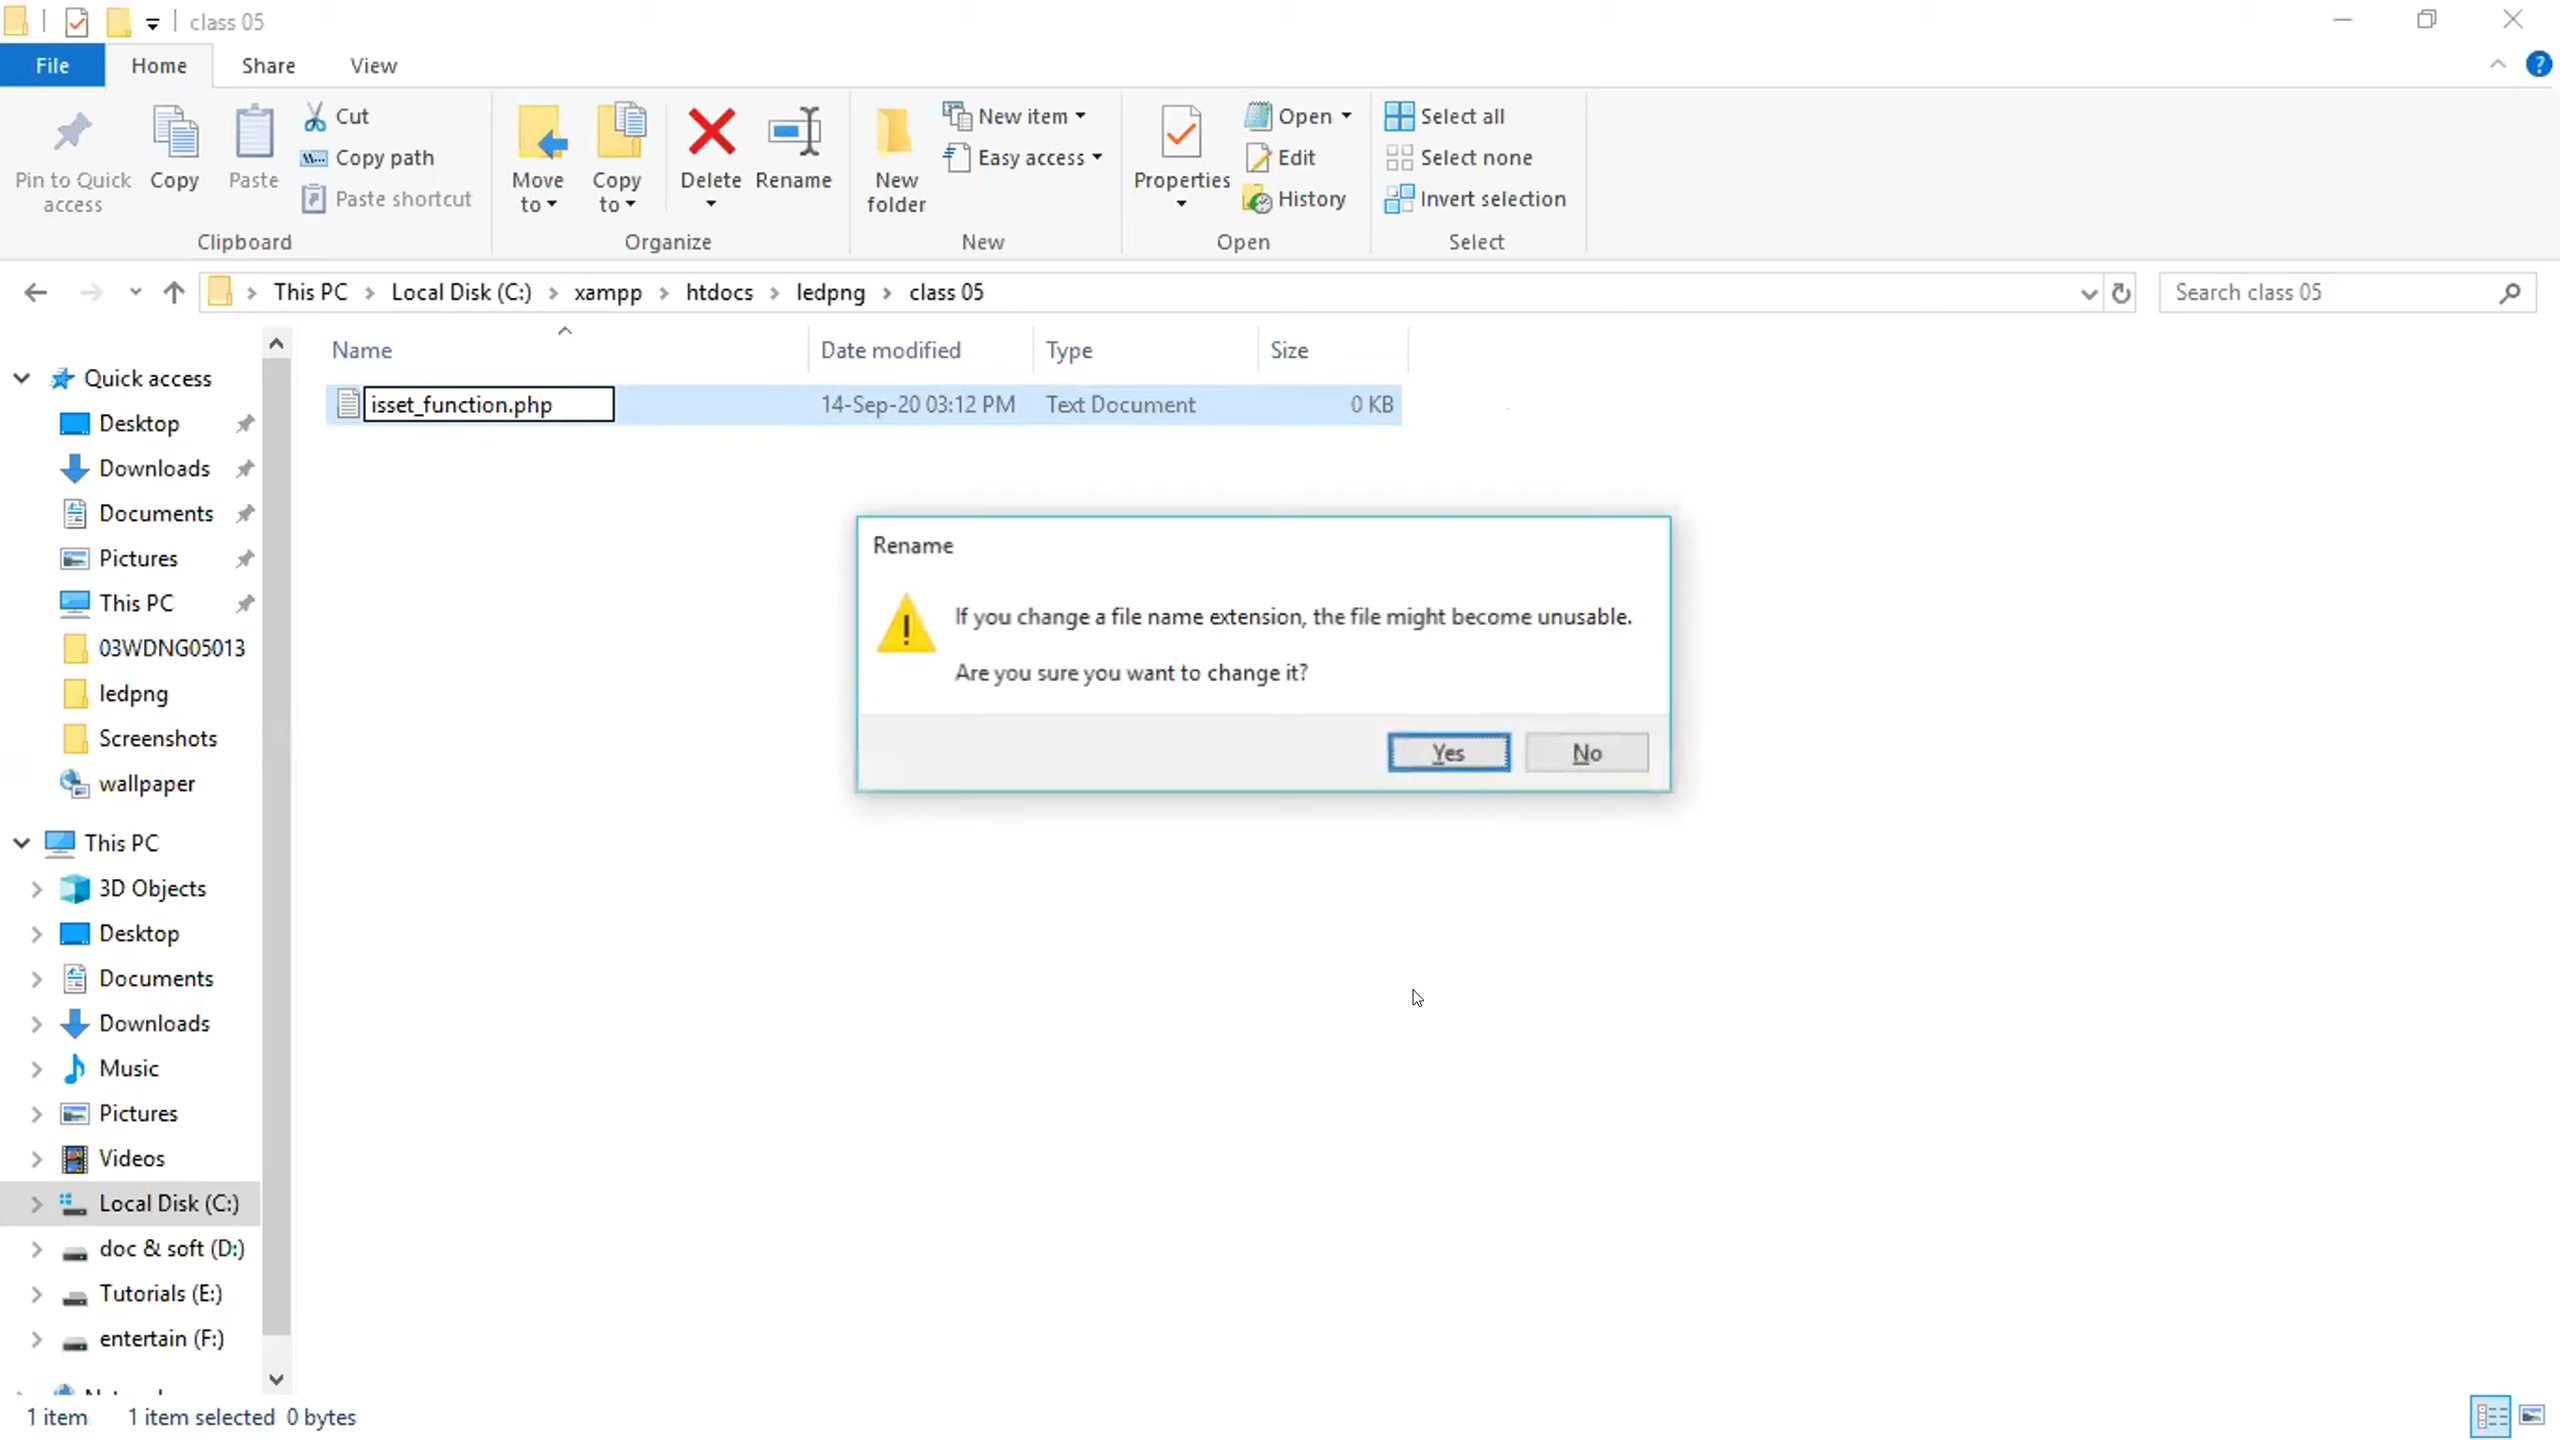 class 05
File
Home
Share
View
Pin to Quick
access
Copy
Paste
Cut
Copy path
Paste shortcut
Clipboard
Move
to
Copy
to
Delete
Rename
Organize
New
folder
New item
Easy access
New
Properties
Open
Edit
History
Open
Select all
Select none
Invert selection
Select
This PC
Local Disk (C:)
xampp
htdocs
ledpng
class 05
Search class 05
Name
Date modified
Type
Size
isset_function.php
14-Sep-20 03:12 PM
Text Document
0 KB
Quick access
Desktop
Downloads
Documents
Pictures
This PC
03WDNG05013
ledpng
Screenshots
wallpaper
This PC
3D Objects
Desktop
Documents
Downloads
Music
Pictures
Videos
Local Disk (C:)
doc & soft (D:)
Tutorials (E:)
entertain (F:)
Rename
If you change a file name extension, the file might become unusable.
Are you sure you want to change it?
Yes
No
1 item
1 item selected 0 bytes